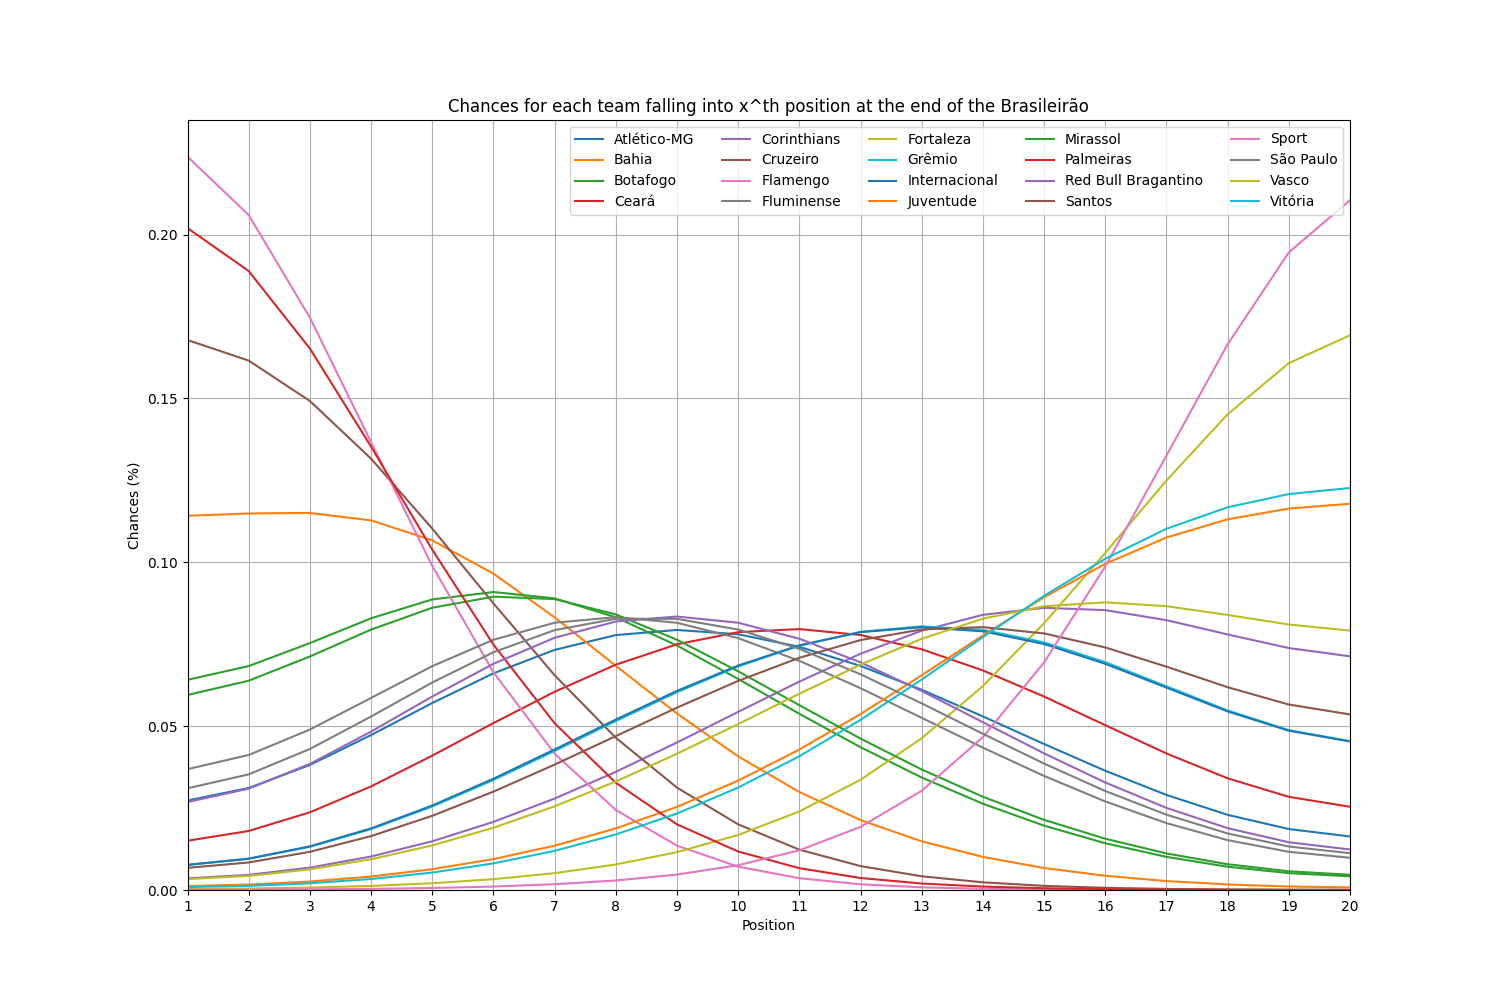 Chances for each team falling into x^th position at the end of the Brasileirão
Atlético-MG Corinthians Fortaleza Mirassol Sport
Bahia Cruzeiro Grêmio Palmeiras São Paulo
Botafogo Flamengo Internacional Red Bull Bragantino Vasco
Ceará Fluminense Juventude Santos Vitória
Chances (%)
0.20
0.15
0.10
0.05
0.00
1 2 3 4 5 6 7 8 9 10 11 12 13 14 15 16 17 18 19 20
Position